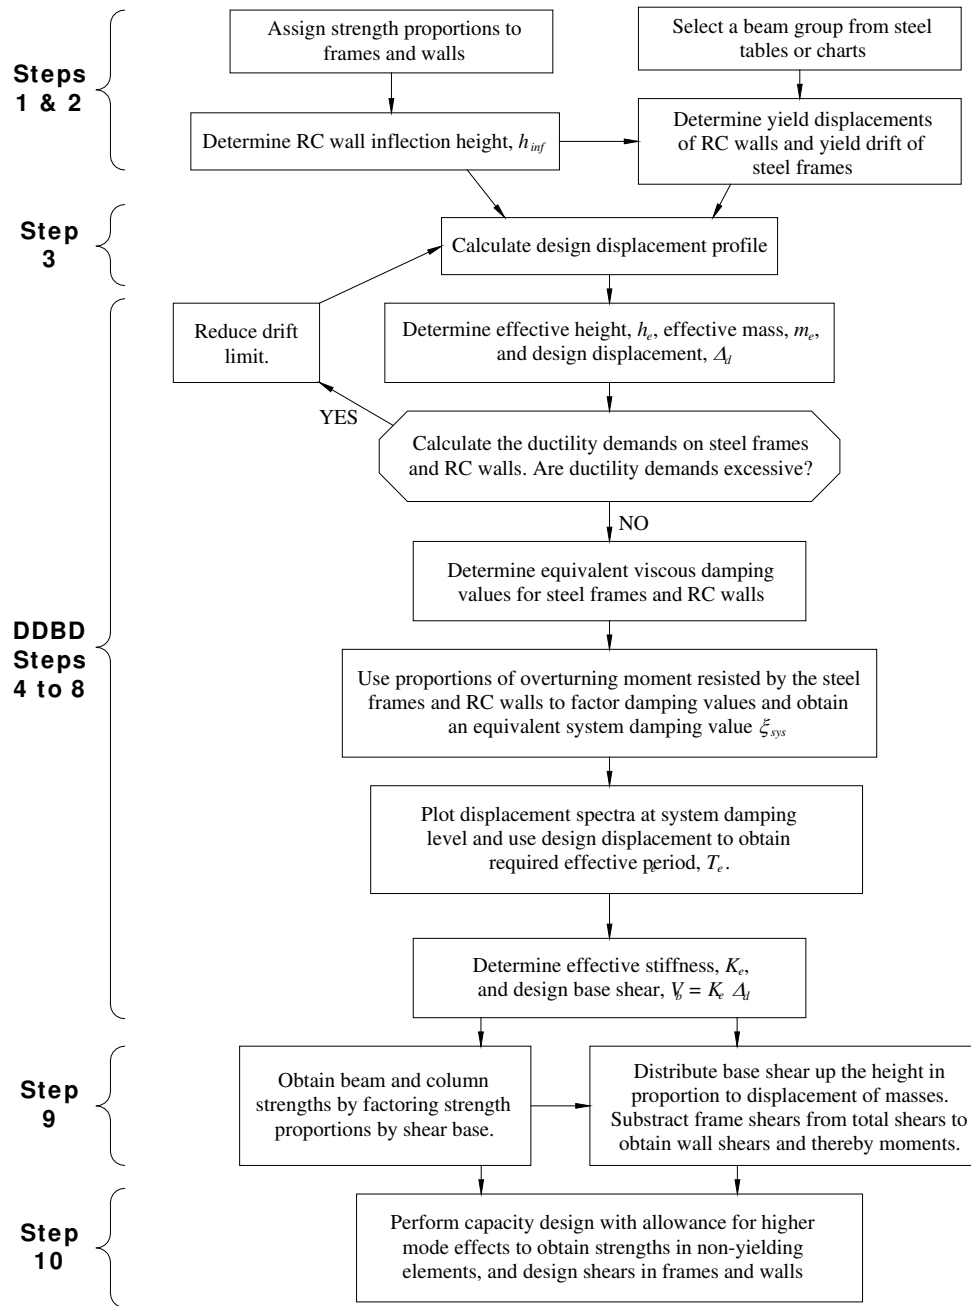 Steps
1 & 2
Assign strength proportions to
frames and walls
Select a beam group from steel
tables or charts
Determine RC wall inflection height, h inf
Determine yield displacements
of RC walls and yield drift of
steel frames
Step
3
Calculate design displacement profile
DDBD
Steps
4 to 8
Reduce drift
limit.
Determine effective height, he, effective mass, me,
and design displacement, Δd
YES
Calculate the ductility demands on steel frames
and RC walls. Are ductility demands excessive?
NO
Determine equivalent viscous damping
values for steel frames and RC walls
Use proportions of overturning moment resisted by the steel
frames and RC walls to factor damping values and obtain
an equivalent system damping value ξsys
Plot displacement spectra at system damping
level and use design displacement to obtain
required effective period, Te.
Determine effective stiffness, Ke,
and design base shear, Vb = Ke Δd
Step
9
Obtain beam and column
strengths by factoring strength
proportions by shear base.
Distribute base shear up the height in
proportion to displacement of masses.
Substract frame shears from total shears to
obtain wall shears and thereby moments.
Step
10
Perform capacity design with allowance for higher
mode effects to obtain strengths in non-yielding
elements, and design shears in frames and walls